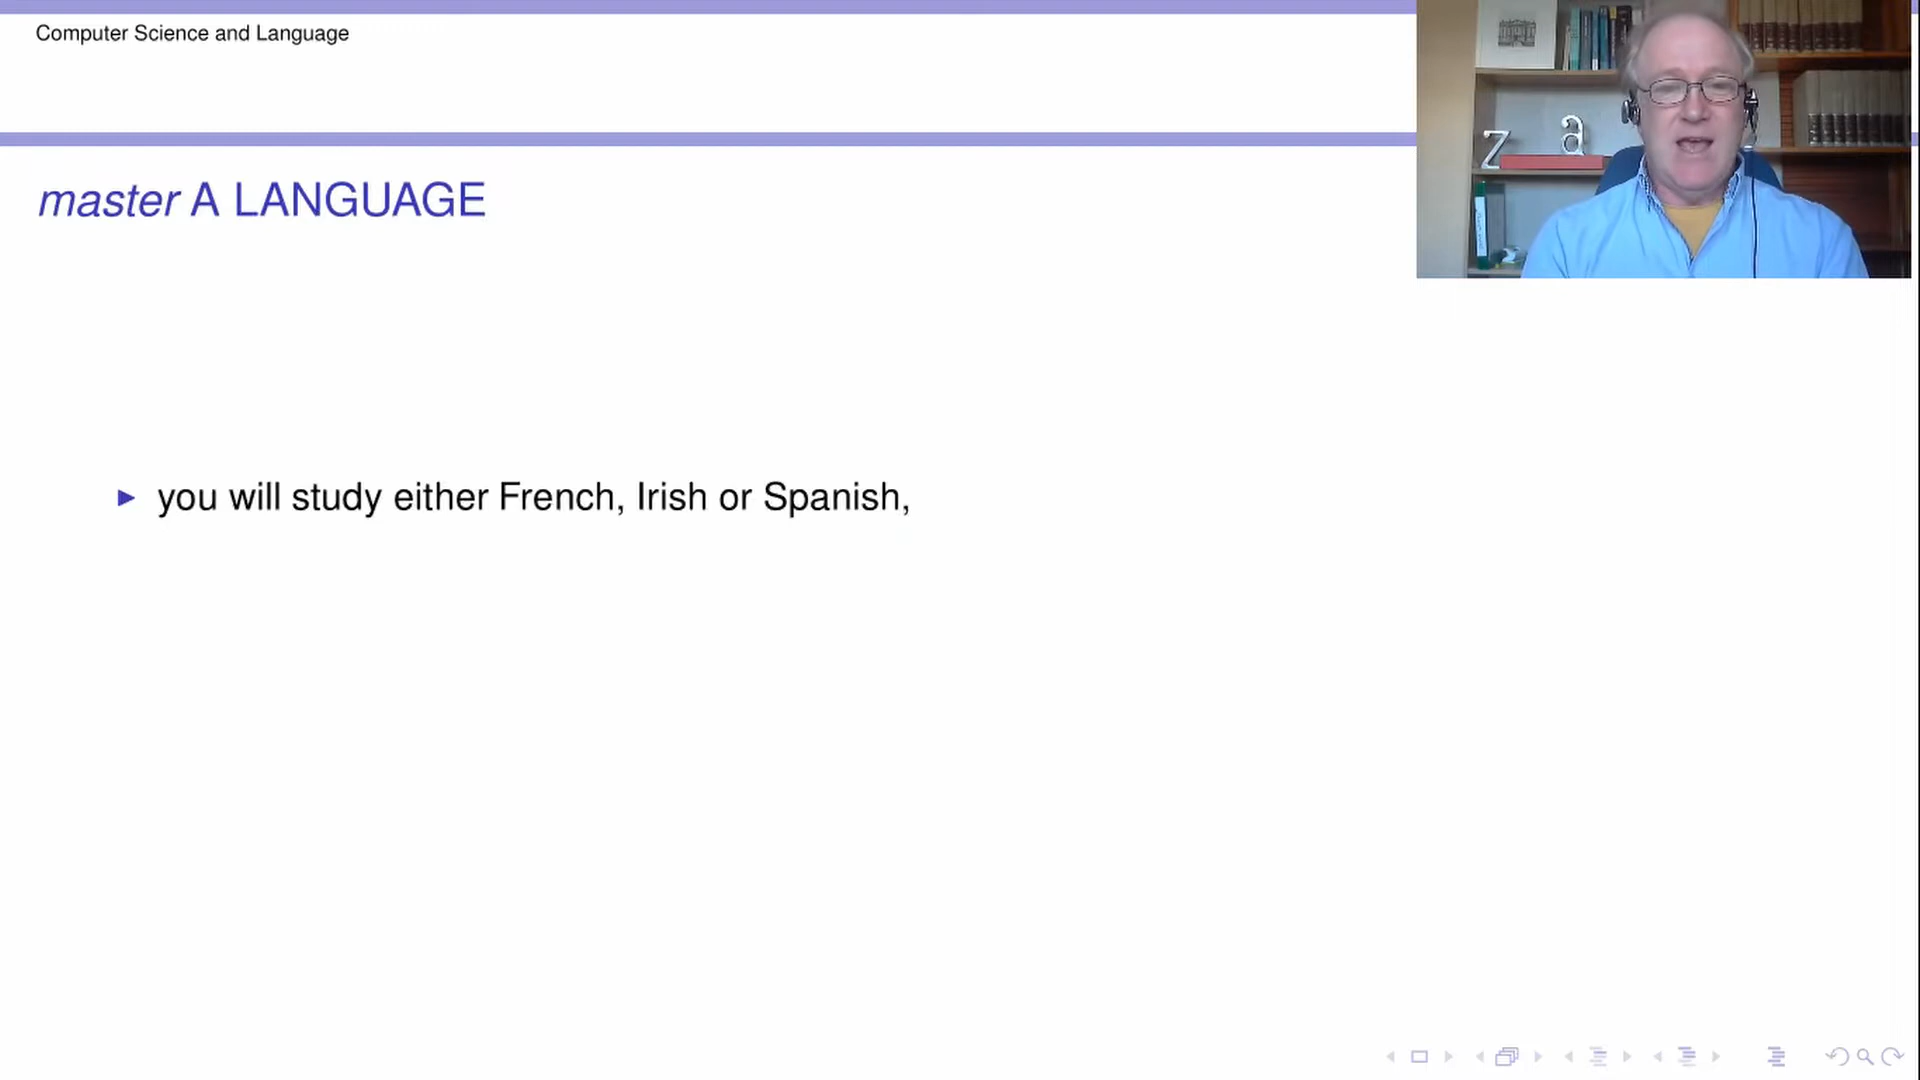 Computer Science and Language
master A LANGUAGE
z a
▶ you will study either French, Irish or Spanish,